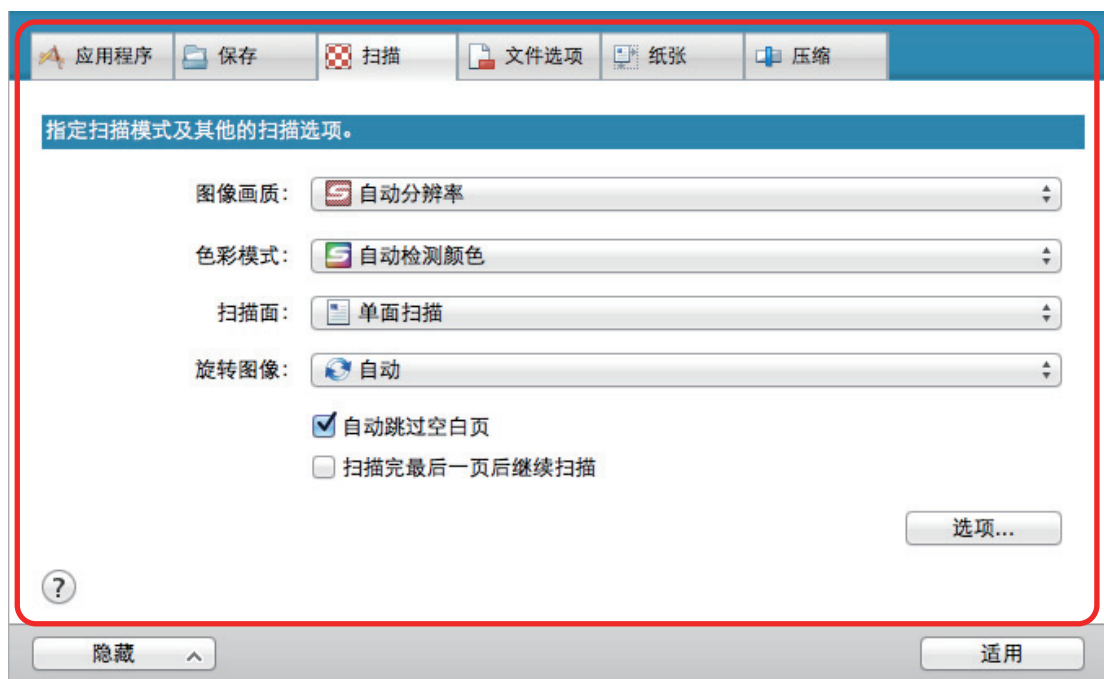 应用程序 保存 扫描 文件选项 纸张 压缩
指定扫描模式及其他的扫描选项。
图像画质: 自动分辨率
色彩模式: 自动检测颜色
扫描面: 单面扫描
旋转图像: 自动
自动跳过空白页
扫描完最后一页后继续扫描
选项...
?
隐藏 适用